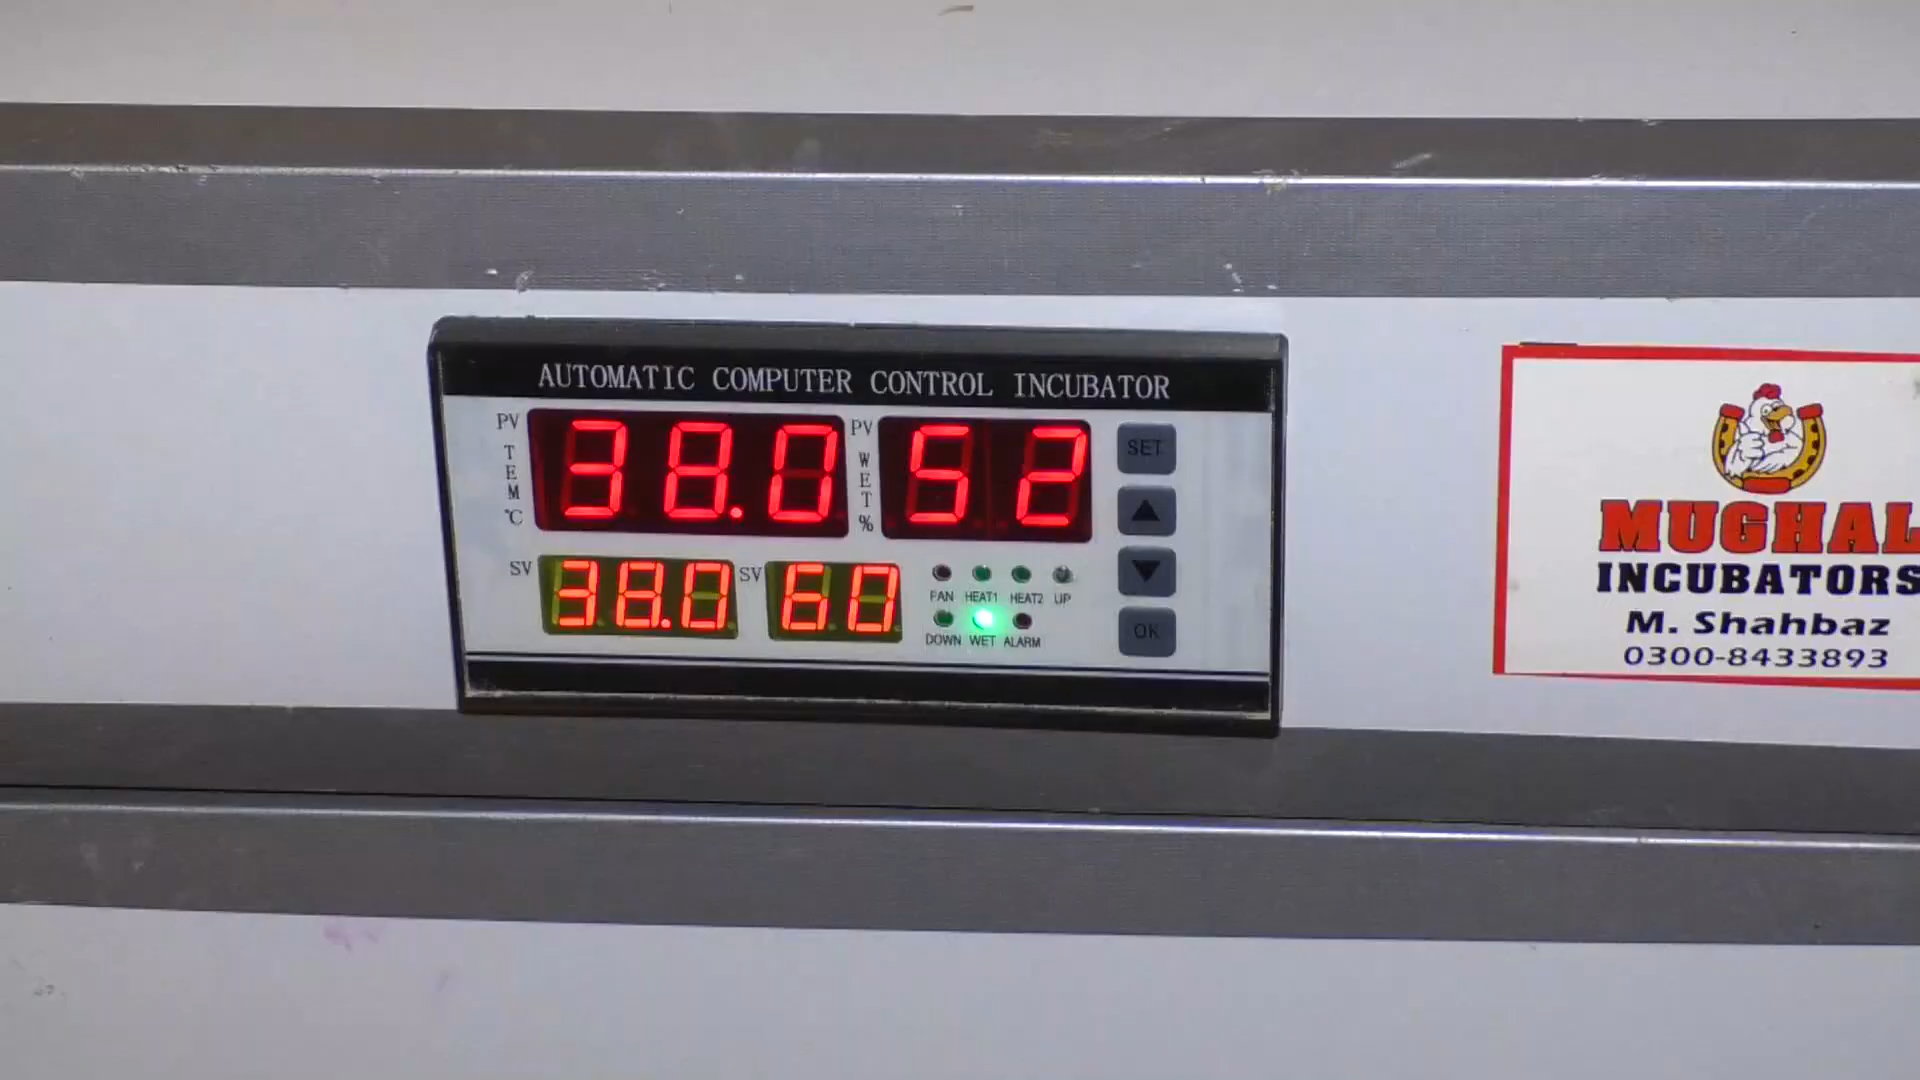 AUTOMATIC COMPUTER CONTROL INCUBATOR
PV TEM ℃ 38.0 PV WET% 52 SET
SV 38.0 SV 60
FAN HEAT1 HEAT2 UP
DOWN WET ALARM
OK
MUGHAL
INCUBATORS
M. Shahbaz
0300-8433893